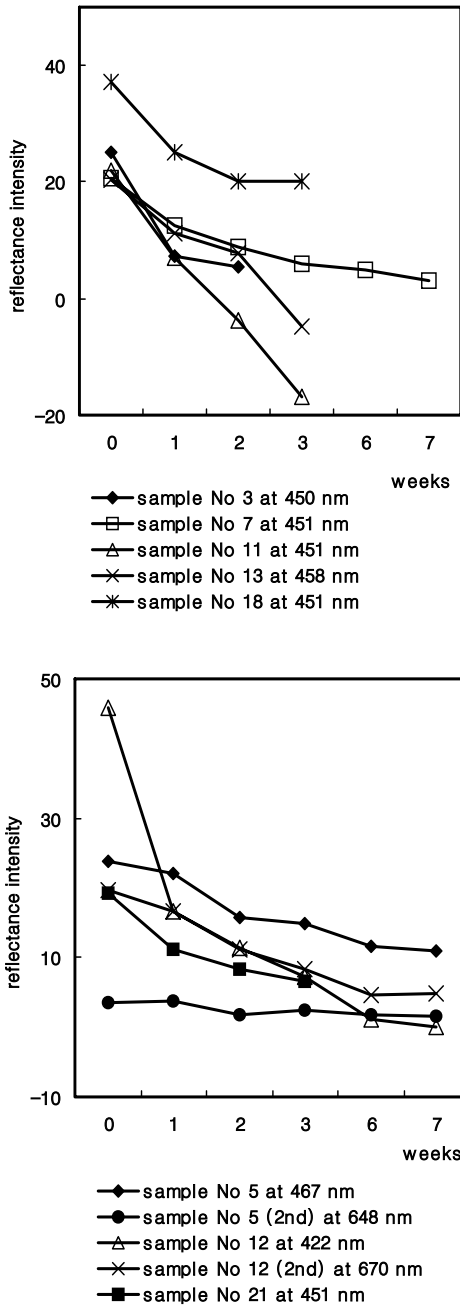 reflectance intensity
40
20
0
−20
0 1 2 3 6 7
weeks
sample No 3 at 450 nm
sample No 7 at 451 nm
sample No 11 at 451 nm
sample No 13 at 458 nm
sample No 18 at 451 nm
reflectance intensity
50
30
10
−10
0 1 2 3 6 7
weeks
sample No 5 at 467 nm
sample No 5 (2nd) at 648 nm
sample No 12 at 422 nm
sample No 12 (2nd) at 670 nm
sample No 21 at 451 nm